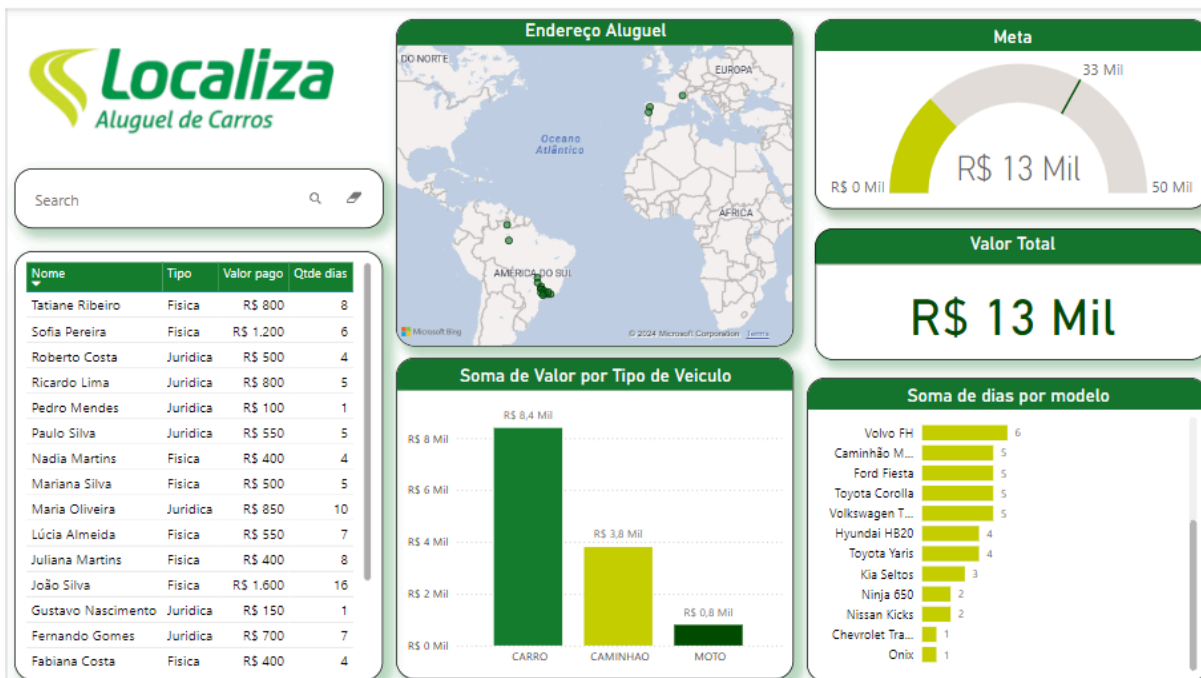 Localiza
Aluguel de Carros
Search
Nome Tipo Valor pago Qtde dias
Tatiane Ribeiro Fisica R$ 800 8
Sofia Pereira Fisica R$ 1.200 6
Roberto Costa Juridica R$ 500 4
Ricardo Lima Juridica R$ 800 5
Pedro Mendes Juridica R$ 100 1
Paulo Silva Juridica R$ 550 5
Nadia Martins Fisica R$ 400 4
Mariana Silva Fisica R$ 500 5
Maria Oliveira Juridica R$ 850 10
Lúcia Almeida Fisica R$ 550 7
Juliana Martins Fisica R$ 400 8
João Silva Fisica R$ 1.600 16
Gustavo Nascimento Juridica R$ 150 1
Fernando Gomes Juridica R$ 700 7
Fabiana Costa Fisica R$ 400 4
Endereço Aluguel
DO NORTE
EUROPA
Oceano
Atlântico
ÁFRICA
AMÉRICA DO SUL
Microsoft Bing
© 2024 Microsoft Corporation Terms
Soma de Valor por Tipo de Veiculo
R$ 8,4 Mil
R$ 8 Mil
R$ 6 Mil
R$ 4 Mil
R$ 3,8 Mil
R$ 2 Mil
R$ 0,8 Mil
R$ 0 Mil
CARRO CAMINHAO MOTO
Meta
33 Mil
R$ 13 Mil
R$ 0 Mil
50 Mil
Valor Total
R$ 13 Mil
Soma de dias por modelo
Volvo FH 6
Caminhão M... 5
Ford Fiesta 5
Toyota Corolla 5
Volkswagen T... 5
Hyundai HB20 4
Toyota Yaris 4
Kia Seltos 3
Ninja 650 2
Nissan Kicks 2
Chevrolet Tra... 1
Onix 1